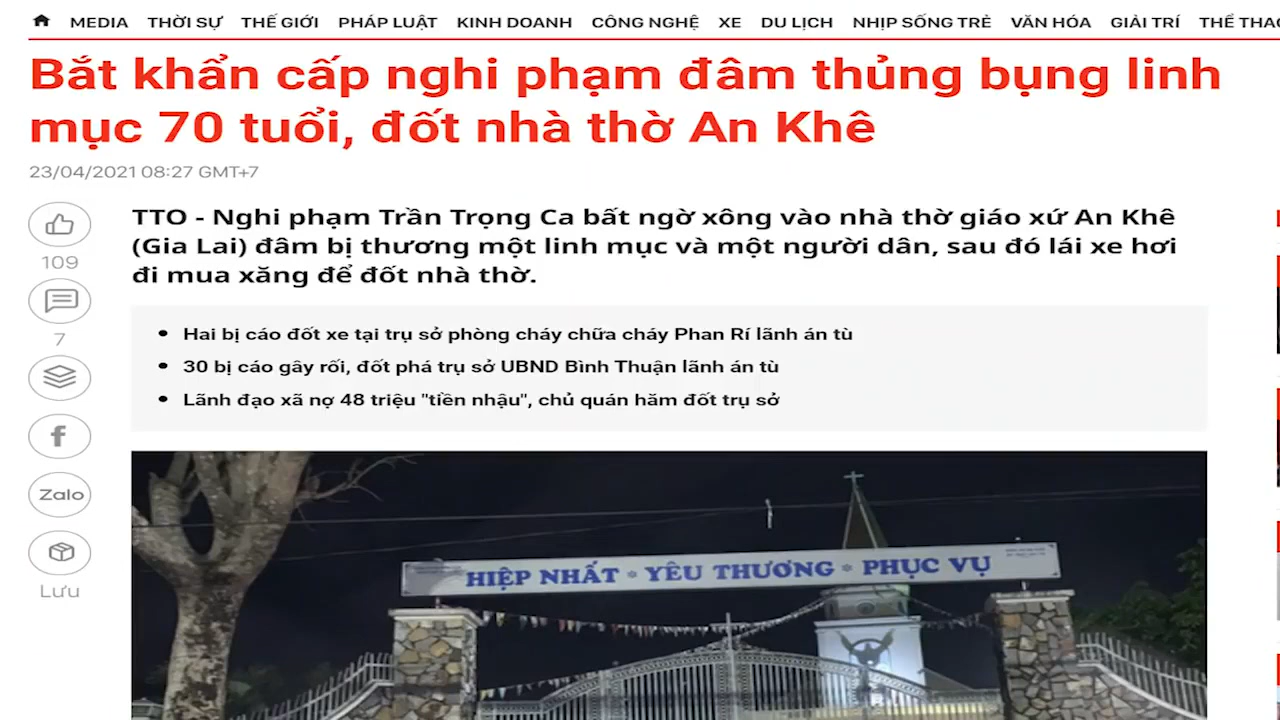 MEDIA THỜI SỰ THẾ GIỚI PHÁP LUẬT KINH DOANH CÔNG NGHỆ XE DU LỊCH NHỊP SỐNG TRẺ VĂN HÓA GIẢI TRÍ THỂ THAO
Bắt khẩn cấp nghi phạm đâm thủng bụng linh
mục 70 tuổi, đốt nhà thờ An Khê
23/04/2021 08:27 GMT+7
TTO - Nghi phạm Trần Trọng Ca bất ngờ xông vào nhà thờ giáo xứ An Khê
(Gia Lai) đâm bị thương một linh mục và một người dân, sau đó lái xe hơi
đi mua xăng để đốt nhà thờ.
109
7
f
Zalo
Lưu
• Hai bị cáo đốt xe tại trụ sở phòng cháy chữa cháy Phan Rí lãnh án tù
• 30 bị cáo gây rối, đốt phá trụ sở UBND Bình Thuận lãnh án tù
• Lãnh đạo xã nợ 48 triệu "tiền nhậu", chủ quán hăm đốt trụ sở
HIỆP NHẤT * YÊU THƯƠNG * PHỤC VỤ